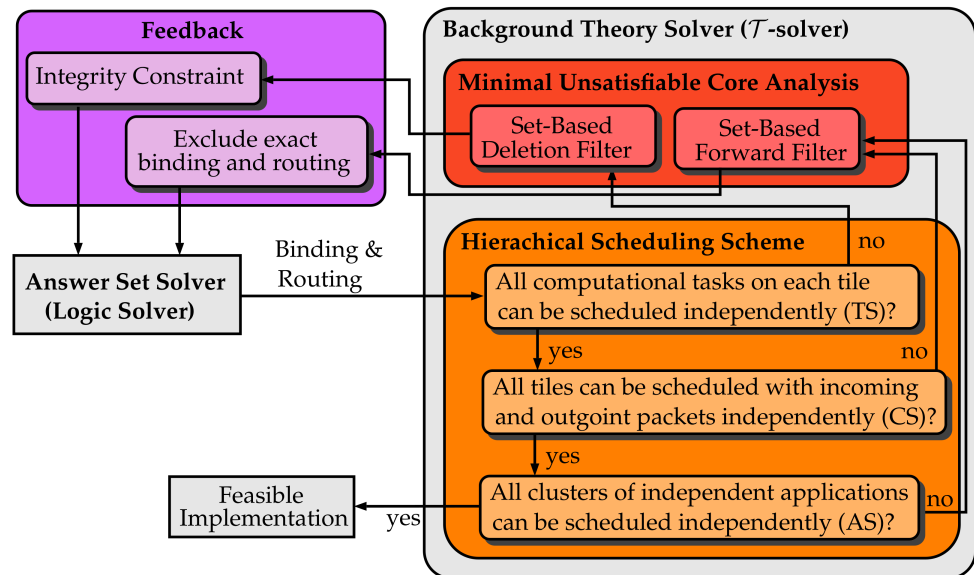 Feedback
Integrity Constraint
Exclude exact
binding and routing
Background Theory Solver (𝒯-solver)
Minimal Unsatisfiable Core Analysis
Set-Based
Deletion Filter
Set-Based
Forward Filter
Hierachical Scheduling Scheme
no
Binding &
Routing
Answer Set Solver
(Logic Solver)
All computational tasks on each tile
can be scheduled independently (TS)?
yes
no
All tiles can be scheduled with incoming
and outgoint packets independently (CS)?
yes
All clusters of independent applications
can be scheduled independently (AS)?
no
yes
Feasible
Implementation